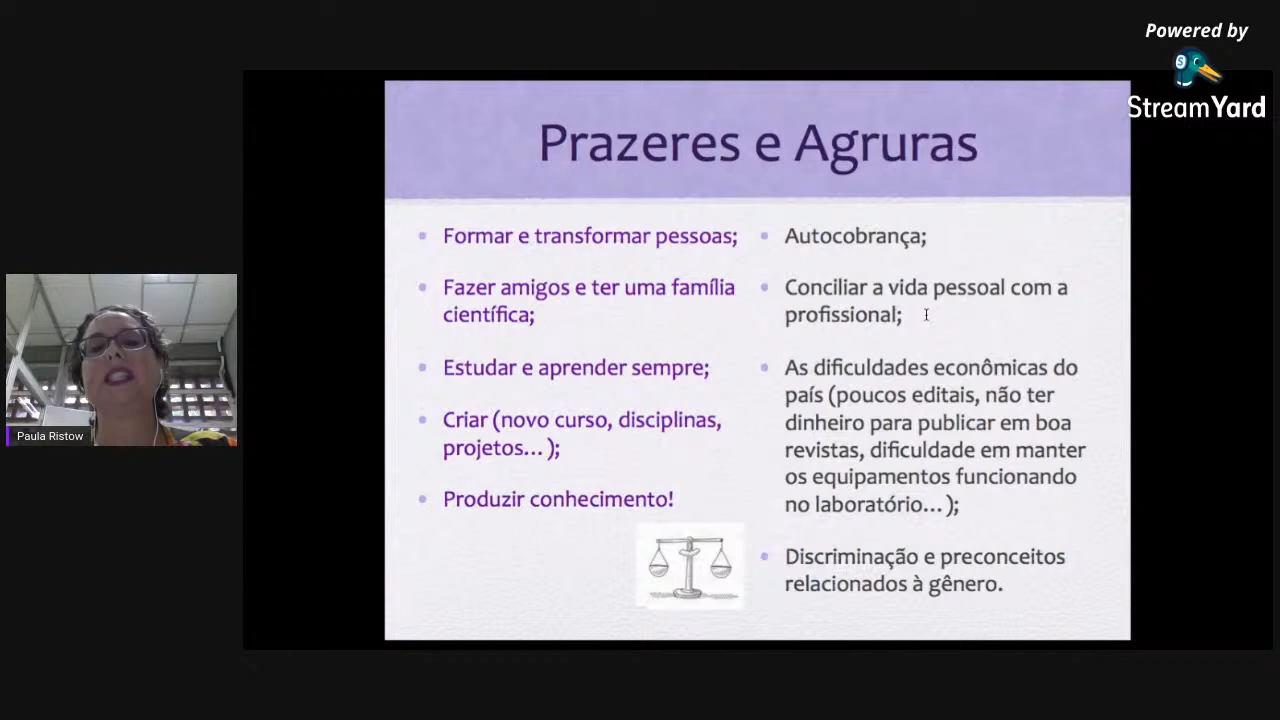 Powered by
StreamYard
Prazeres e Agruras
Formar e transformar pessoas;
Fazer amigos e ter uma família
científica;
Estudar e aprender sempre;
Criar (novo curso, disciplinas,
projetos... );
Produzir conhecimento!
Autocobrança;
Conciliar a vida pessoal com a
profissional;
As dificuldades econômicas do
país (poucos editais, não ter
dinheiro para publicar em boa
revistas, dificuldade em manter
os equipamentos funcionando
no laboratório... );
Discriminação e preconceitos
relacionados à gênero.
Paula Ristow